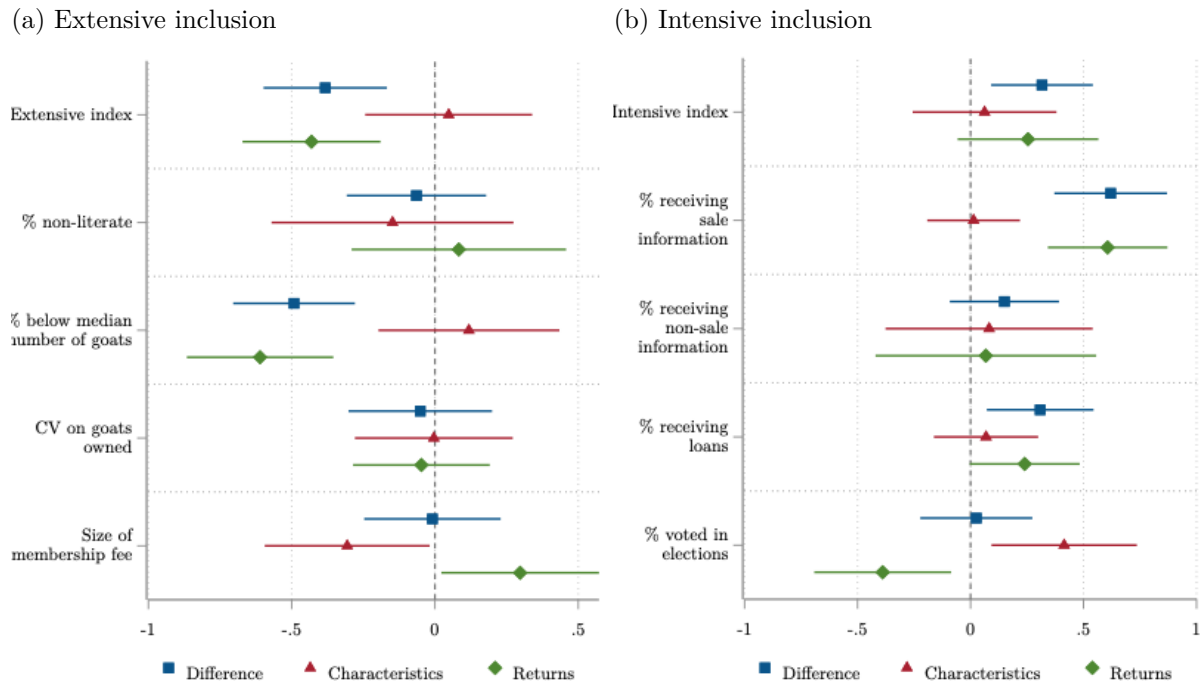 (a) Extensive inclusion
Extensive index
% non-literate
% below median
number of goats
CV on goats
owned
Size of
membership fee
-1
-.5
0
.5
Difference
Characteristics
Returns
(b) Intensive inclusion
Intensive index
% receiving
sale
information
% receiving
non-sale
information
% receiving
loans
% voted in
elections
-1
-.5
0
.5
1
Difference
Characteristics
Returns